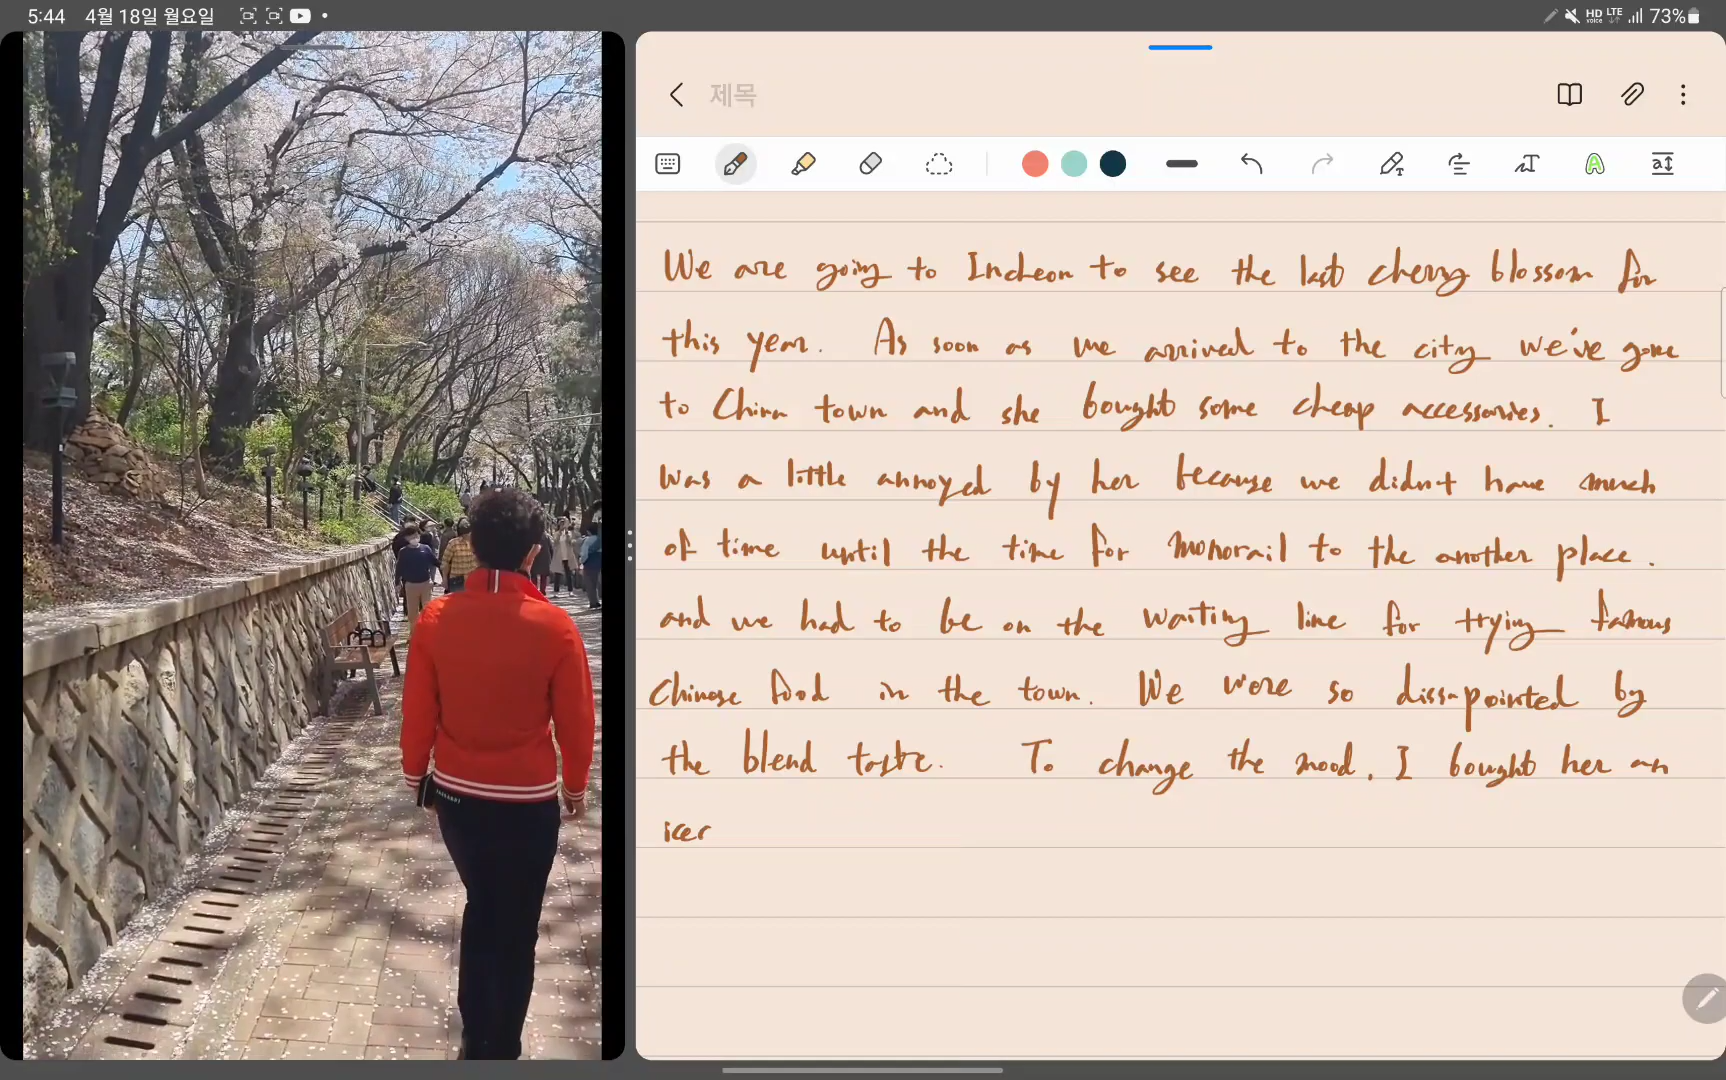 5:44 4월 18일 월요일
HD voice LTE 73%
제목
We are going to Incheon to see the last cherry blossom for
this year. As soon as we arrived to the city we've gone
to China town and she bought some cheap accessories. I
was a little annoyed by her because we didn't have much
of time until the time for monorail to the another place.
and we had to be on the waiting line for trying famous
Chinese food in the town. We were so dissapointed by
the blend taste. To change the mood, I bought her an
icer